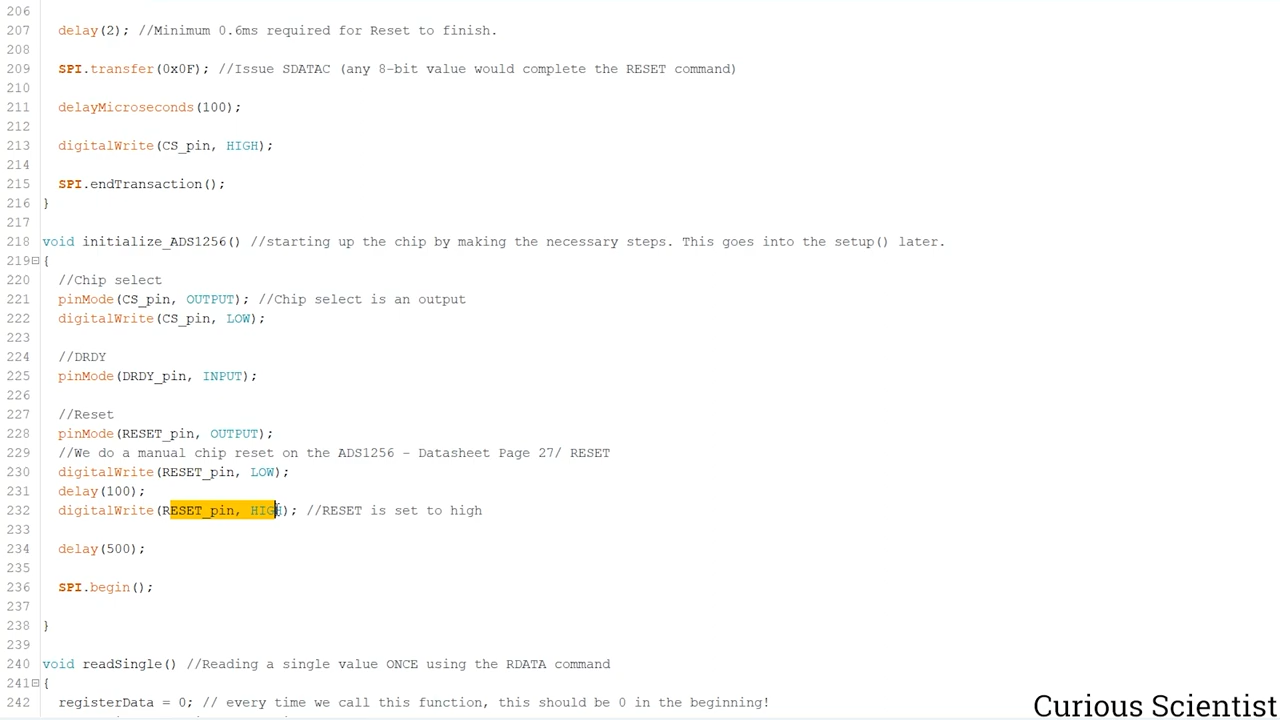 206
207 delay(2); //Minimum 0.6ms required for Reset to finish.
208
209 SPI.transfer(0x0F); //Issue SDATAC (any 8-bit value would complete the RESET command)
210
211 delayMicroseconds(100);
212
213 digitalWrite(CS_pin, HIGH);
214
215 SPI.endTransaction();
216 }
217
218 void initialize_ADS1256() //starting up the chip by making the necessary steps. This goes into the setup() later.
219 {
220 //Chip select
221 pinMode(CS_pin, OUTPUT); //Chip select is an output
222 digitalWrite(CS_pin, LOW);
223
224 //DRDY
225 pinMode(DRDY_pin, INPUT);
226
227 //Reset
228 pinMode(RESET_pin, OUTPUT);
229 //We do a manual chip reset on the ADS1256 - Datasheet Page 27/ RESET
230 digitalWrite(RESET_pin, LOW);
231 delay(100);
232 digitalWrite(RESET_pin, HIGH); //RESET is set to high
233
234 delay(500);
235
236 SPI.begin();
237
238 }
239
240 void readSingle() //Reading a single value ONCE using the RDATA command
241 {
242 registerData = 0; // every time we call this function, this should be 0 in the beginning!
Curious Scientist